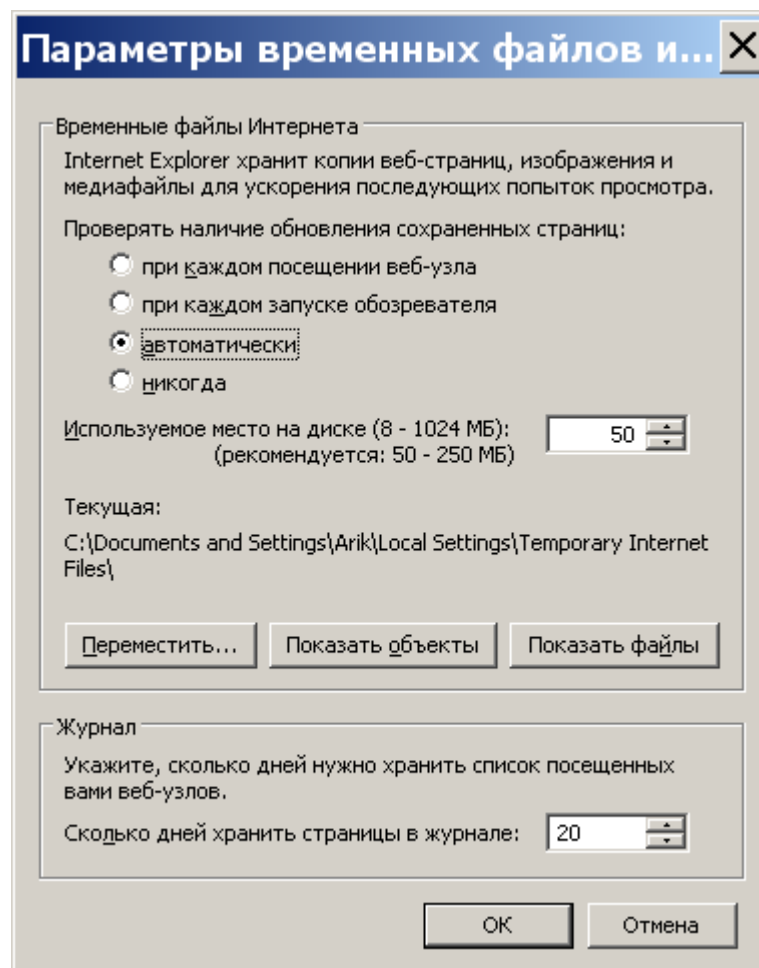 Параметры временных файлов и...
Временные файлы Интернета
Internet Explorer хранит копии веб-страниц, изображения и
медиафайлы для ускорения последующих попыток просмотра.
Проверять наличие обновления сохраненных страниц:
при каждом посещении веб-узла
при каждом запуске обозревателя
автоматически
никогда
Используемое место на диске (8 - 1024 МБ): 50
(рекомендуется: 50 - 250 МБ)
Текущая:
C:\Documents and Settings\Arik\Local Settings\Temporary Internet
Files\
Переместить... Показать объекты Показать файлы
Журнал
Укажите, сколько дней нужно хранить список посещенных
вами веб-узлов.
Сколько дней хранить страницы в журнале: 20
ОК Отмена